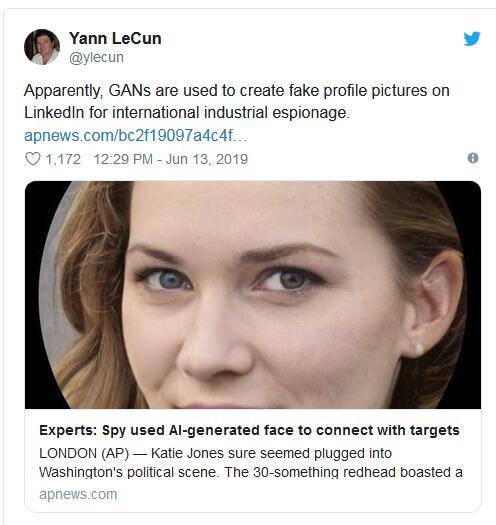 Yann LeCun
@ylecun
Apparently, GANs are used to create fake profile pictures on
LinkedIn for international industrial espionage.
apnews.com/bc2f19097a4c4f…
1,172 12:29 PM - Jun 13, 2019
Experts: Spy used AI-generated face to connect with targets
LONDON (AP) — Katie Jones sure seemed plugged into
Washington's political scene. The 30-something redhead boasted a
apnews.com